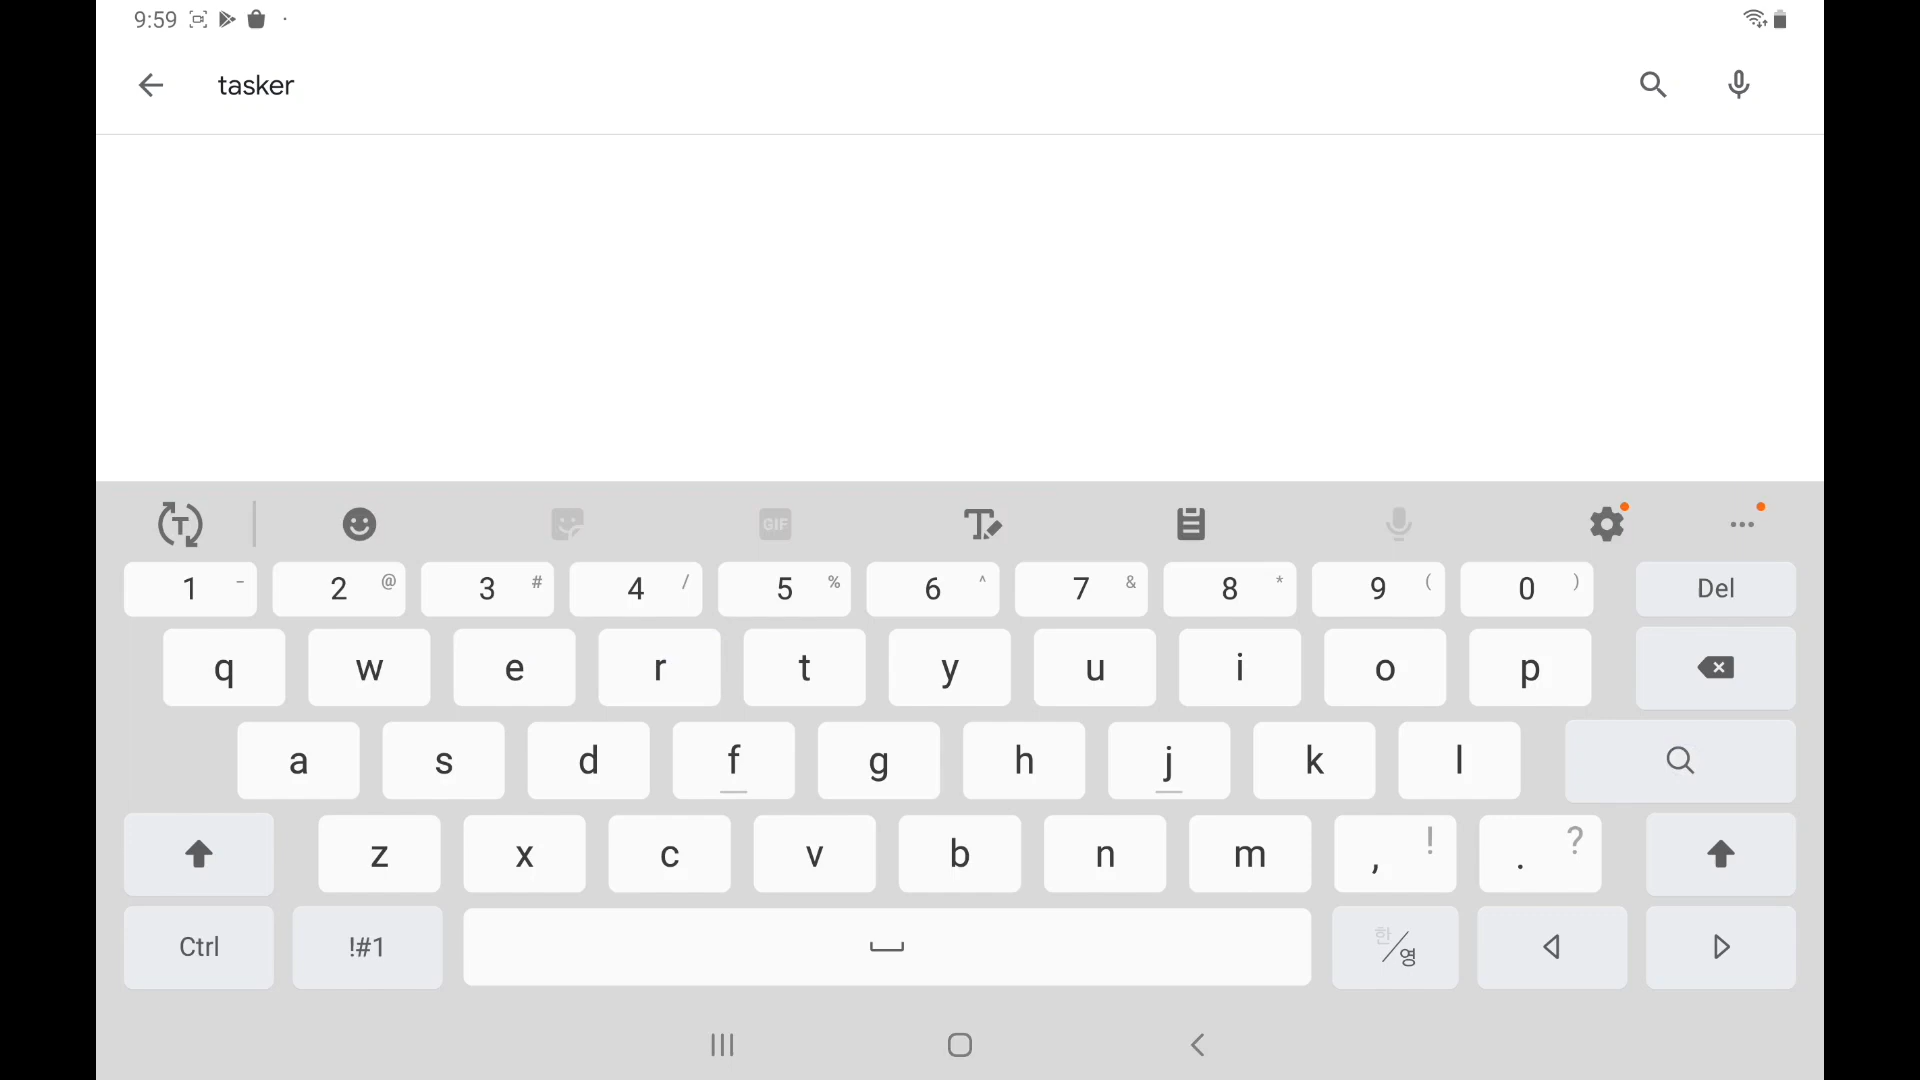 9:59
tasker
GIF
1 - 2 @ 3 # 4 / 5 % 6 ^ 7 & 8 * 9 ( 0 ) Del
q w e r t y u i o p
a s d f g h j k l
z x c v b n m , ! . ?
Ctrl !#1 한/영